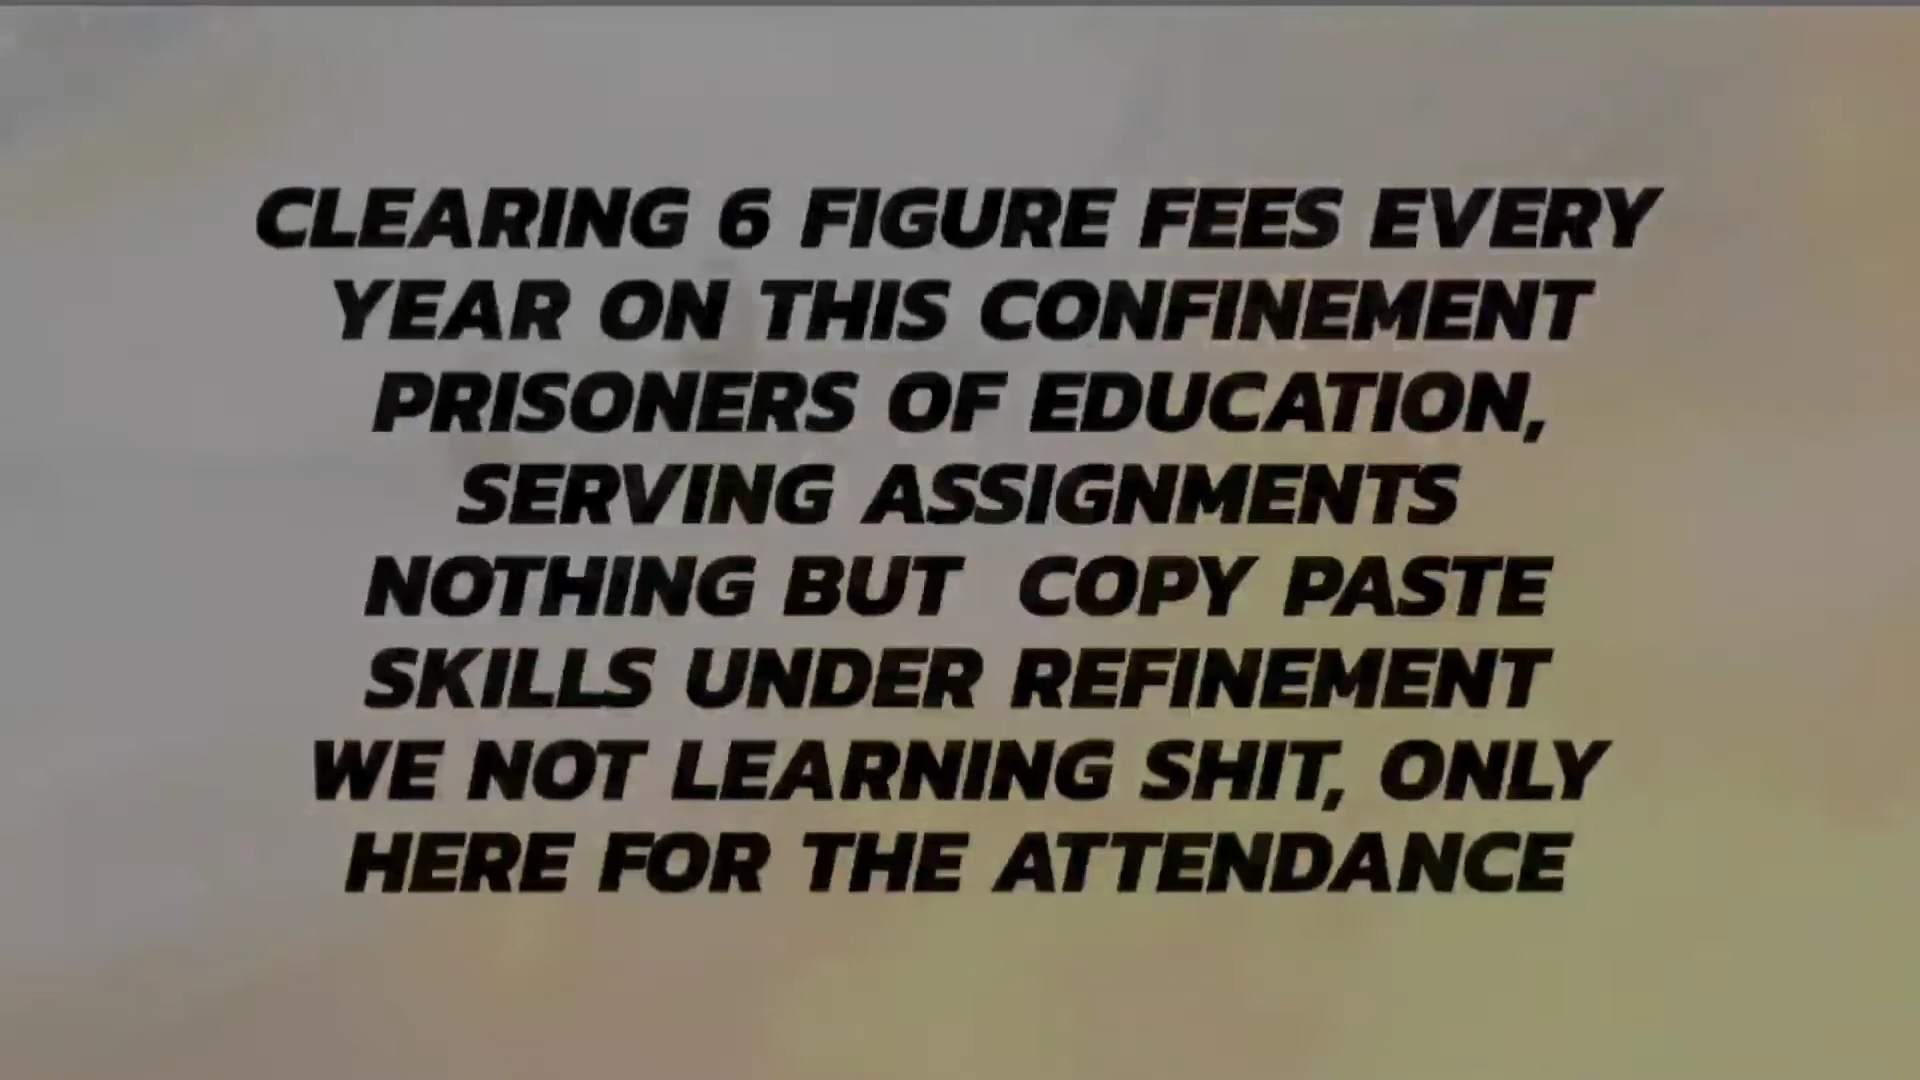 CLEARING 6 FIGURE FEES EVERY
YEAR ON THIS CONFINEMENT
PRISONERS OF EDUCATION,
SERVING ASSIGNMENTS
NOTHING BUT  COPY PASTE
SKILLS UNDER REFINEMENT
WE NOT LEARNING SHIT, ONLY
HERE FOR THE ATTENDANCE